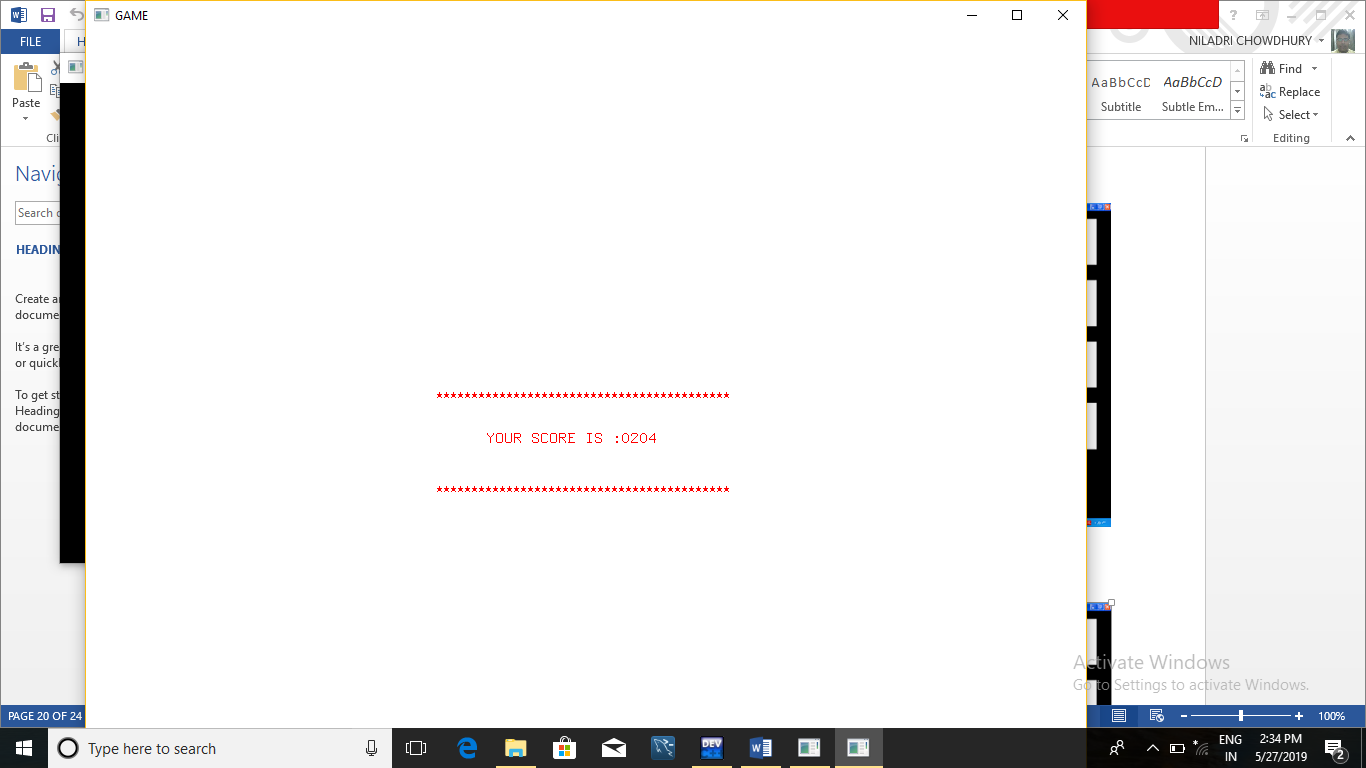 GAME
FILE
H
NILADRI CHOWDHURY
Paste
AaBbCcD AaBbCcD
Subtitle Subtle Em...
Find
Replace
Select
Cli
Editing
Navig
Search d
HEADIN
Create an
docume
It's a gre
or quickl
To get st
Heading
docume
****************************************
YOUR SCORE IS :0204
****************************************
Activate Windows
Go to Settings to activate Windows.
PAGE 20 OF 24
100%
Type here to search
DEV
ENG
IN
2:34 PM
5/27/2019
2